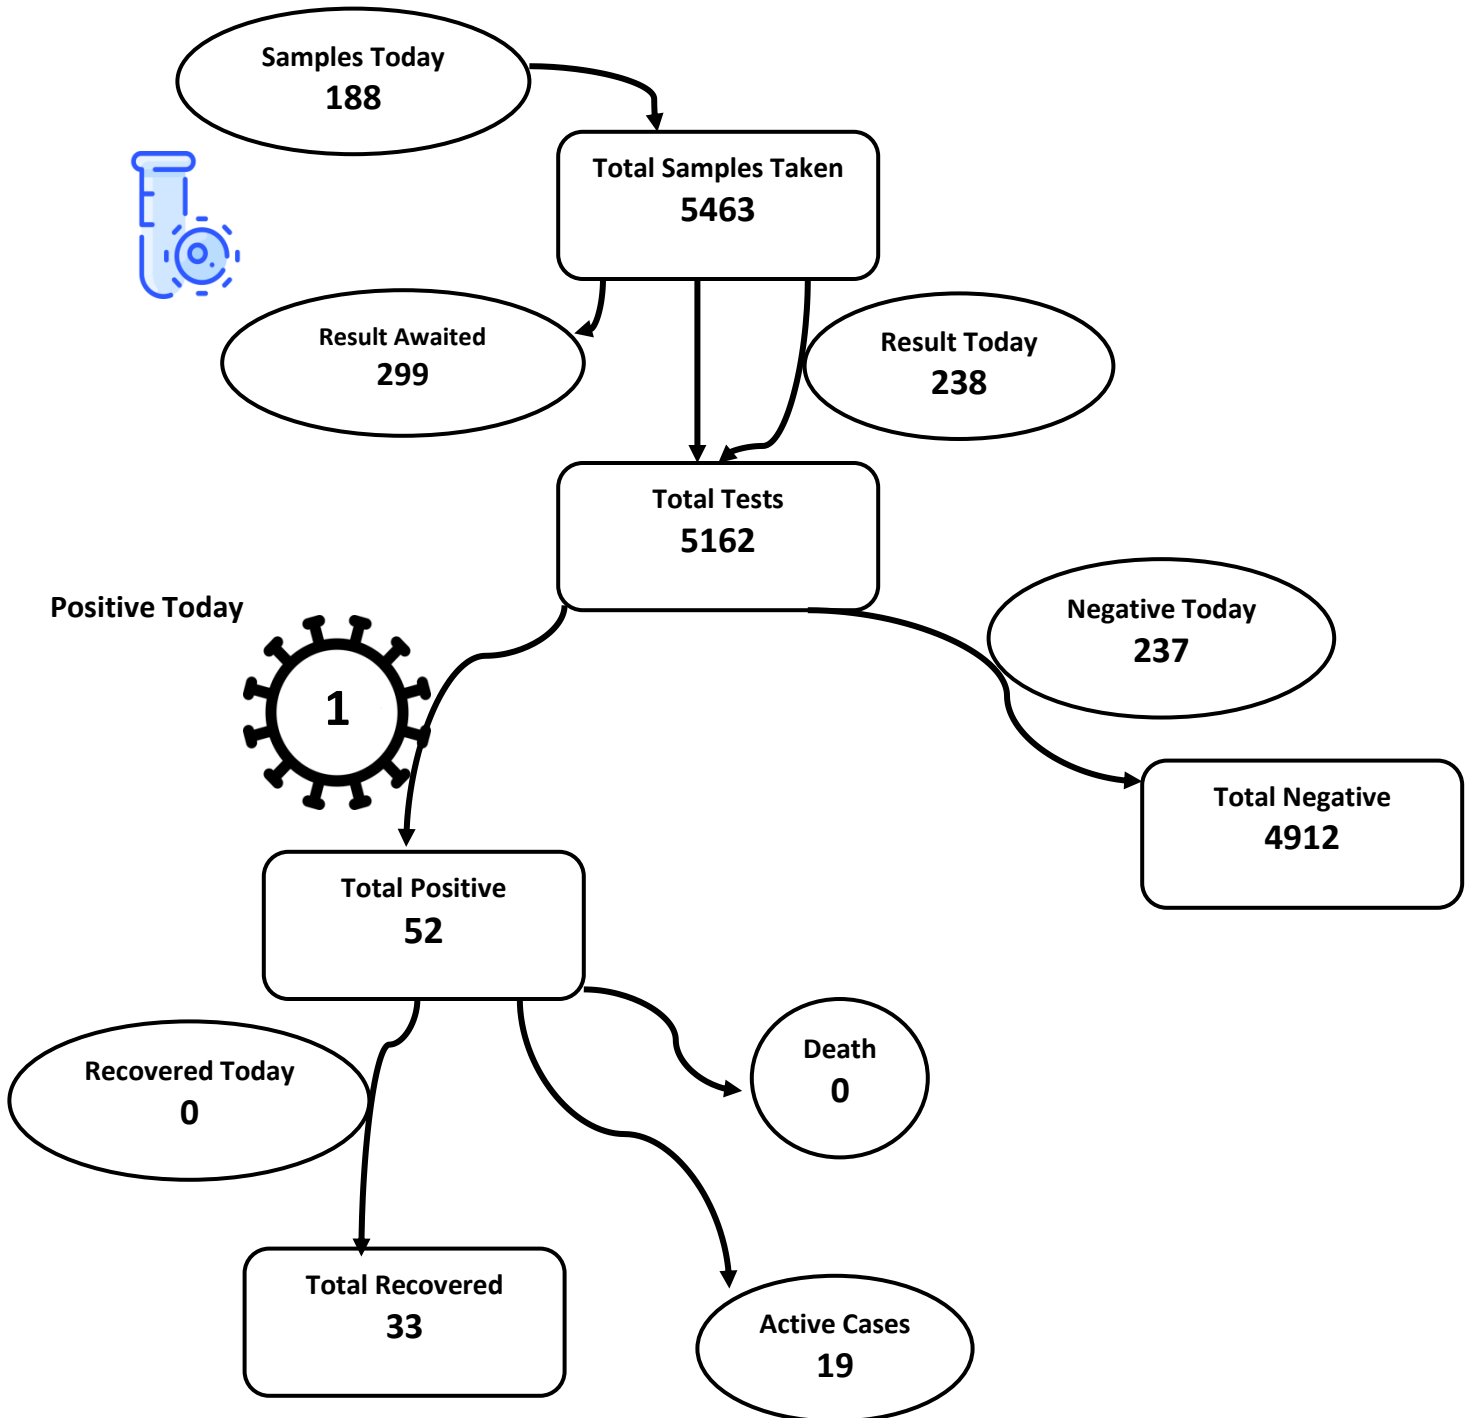 Samples Today
188
Total Samples Taken
5463
Result Awaited
299
Result Today
238
Total Tests
5162
Positive Today
1
Negative Today
237
Total Negative
4912
Total Positive
52
Recovered Today
0
Death
0
Total Recovered
33
Active Cases
19